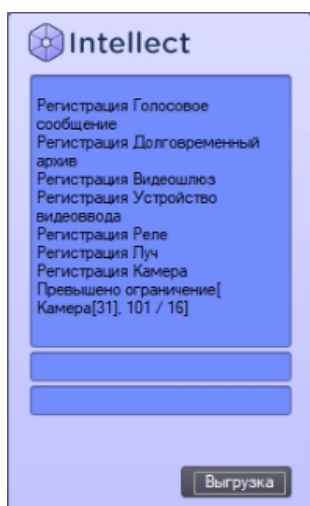 Intellect
Регистрация Голосовое
сообщение
Регистрация Долговременный
архив
Регистрация Видеошлюз
Регистрация Устройство
видеоввода
Регистрация Реле
Регистрация Луч
Регистрация Камера
Превышено ограничение[
Камера[31], 101 / 16]
Выгрузка